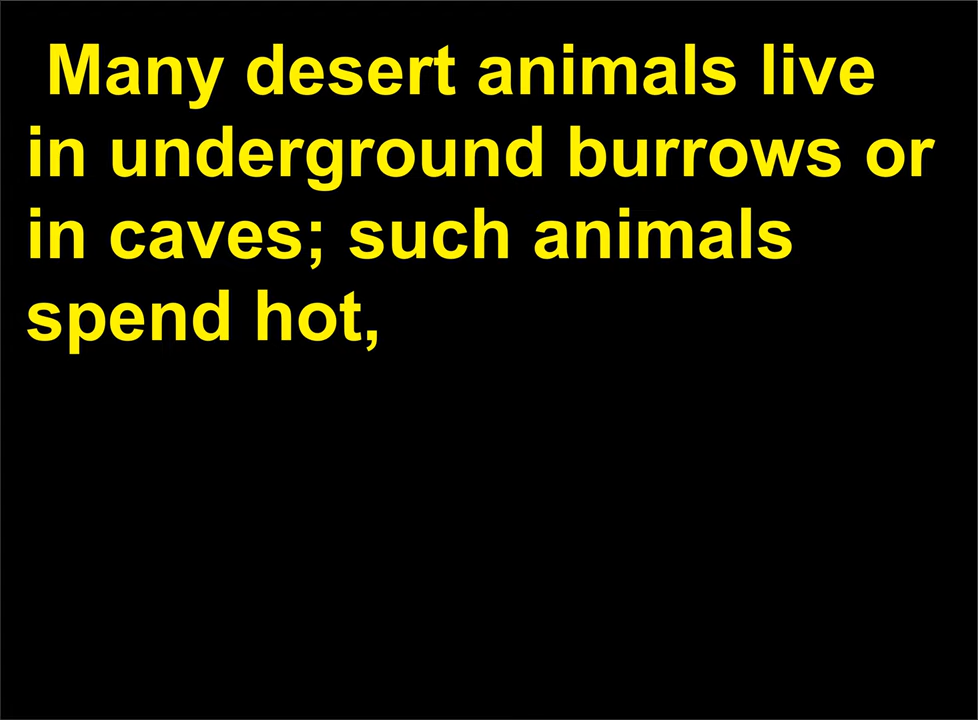 Many desert animals live
in underground burrows or
in caves; such animals
spend hot,